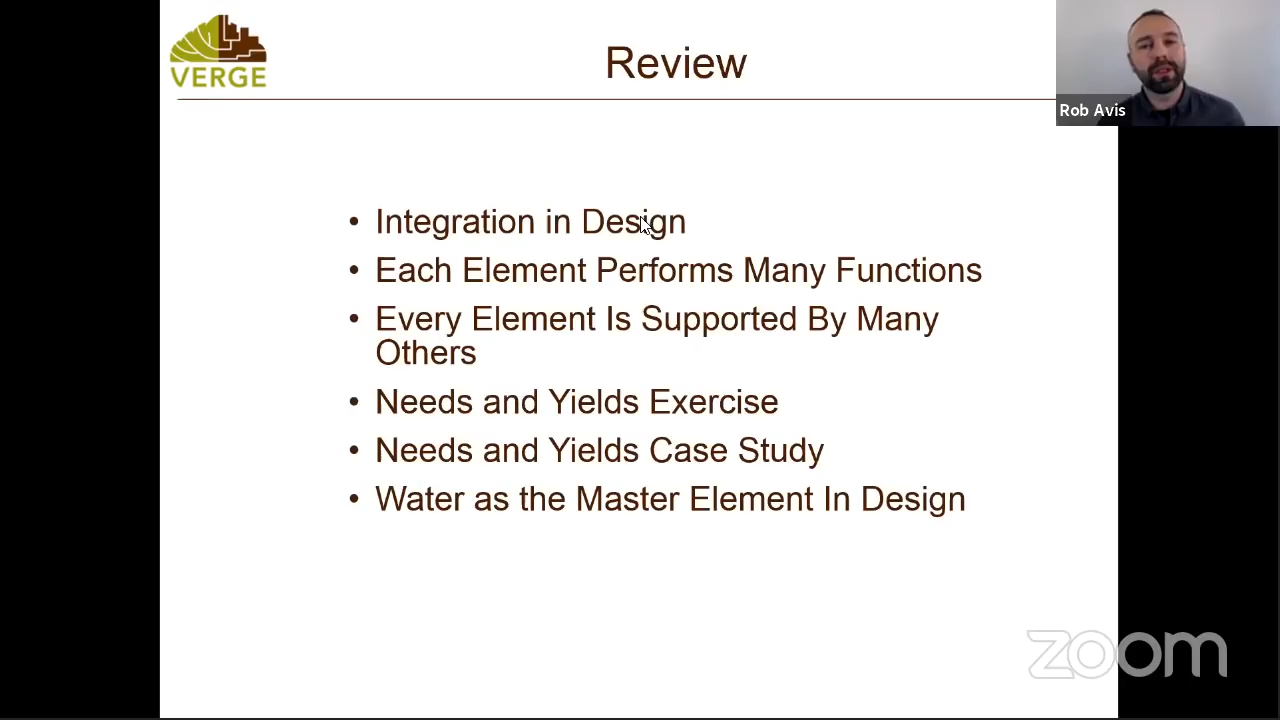 VERGE
Review
Rob Avis
• Integration in Design
• Each Element Performs Many Functions
• Every Element Is Supported By Many
Others
• Needs and Yields Exercise
• Needs and Yields Case Study
• Water as the Master Element In Design
zoom